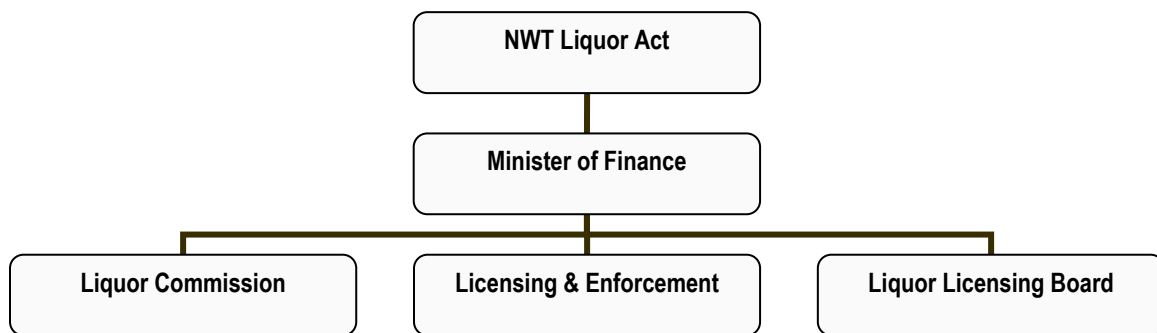 NWT Liquor Act
Minister of Finance
Liquor Commission
Licensing & Enforcement
Liquor Licensing Board